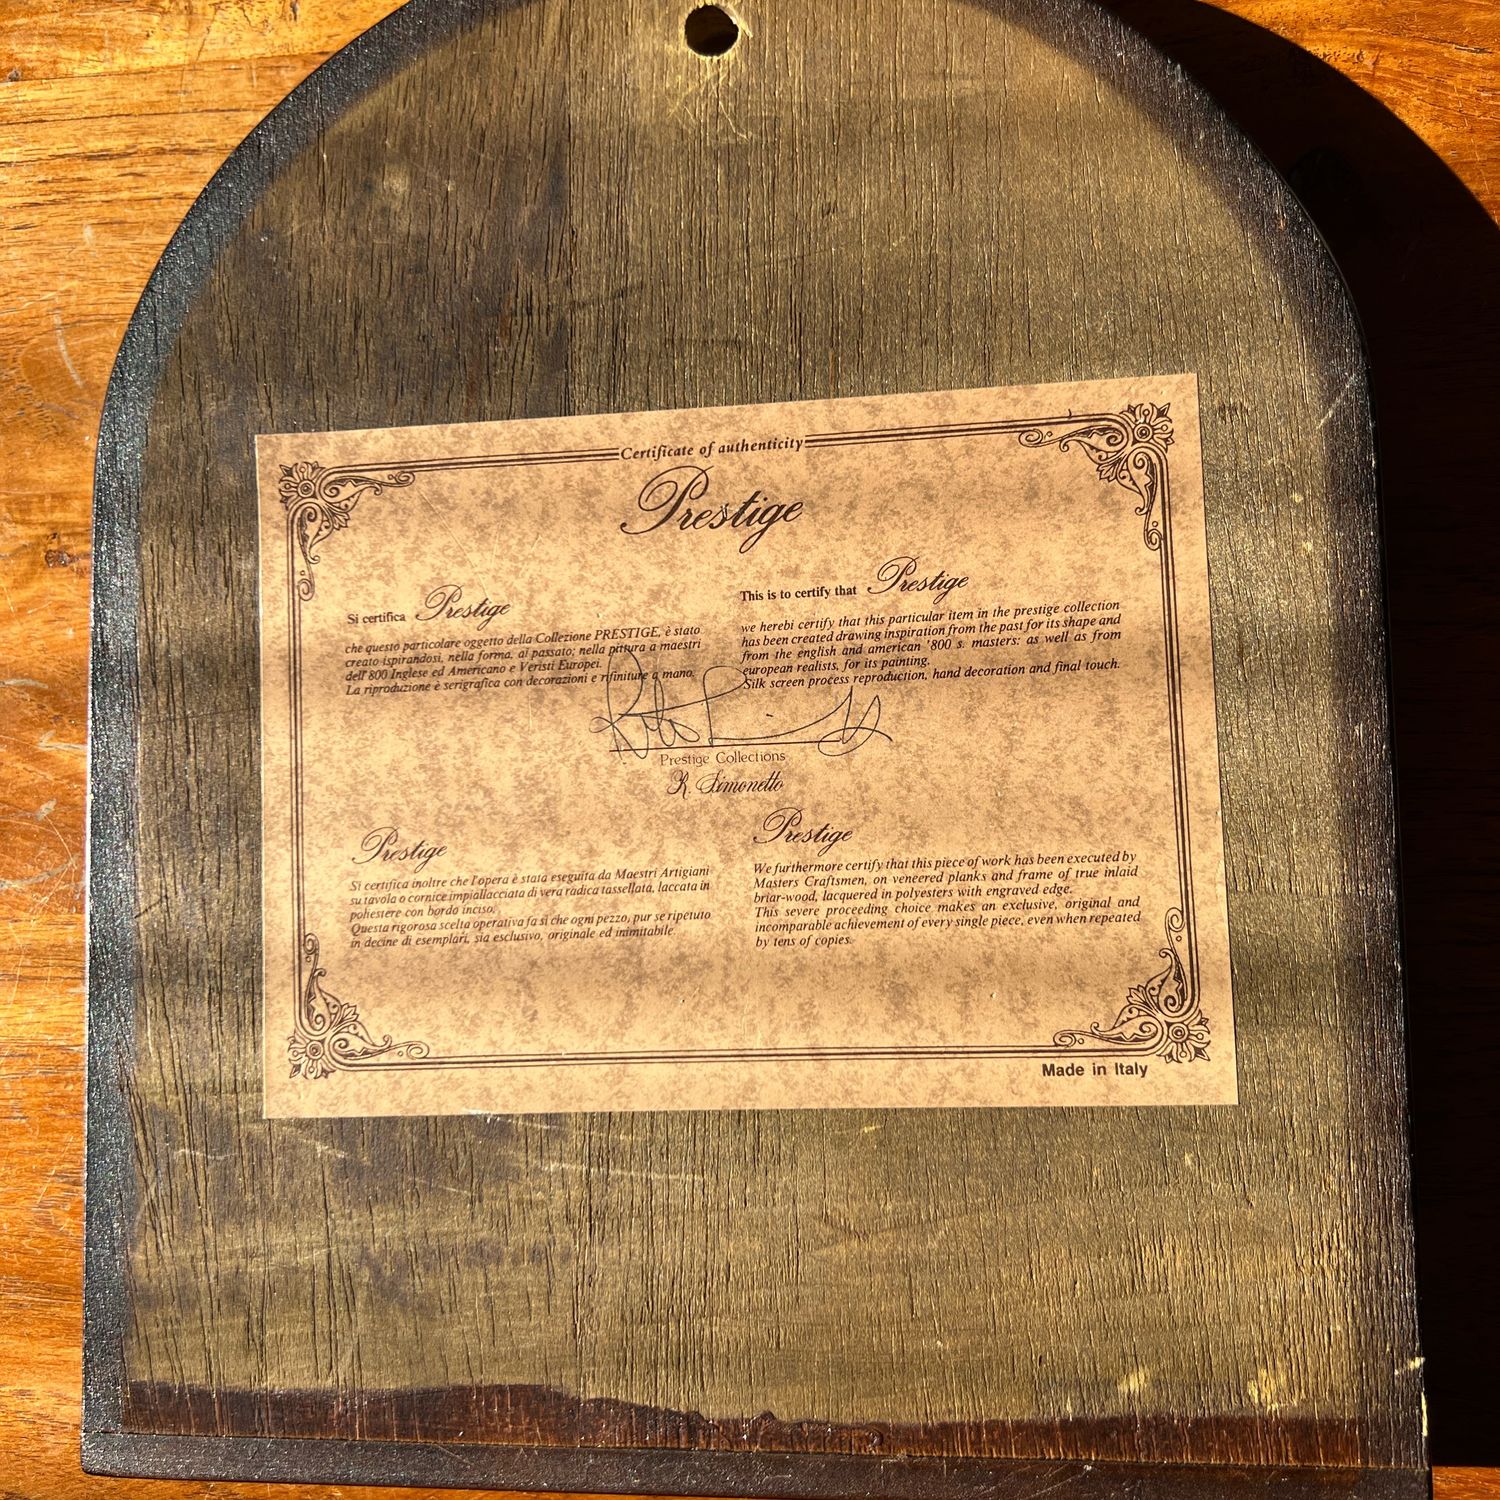 Certificate of authenticity
Prestige
Si certifica Prestige
che questo particolare oggetto della Collezione PRESTIGE, è stato
creato ispirandosi, nella forma, al passato; nella pittura a maestri
dell'800 Inglese ed Americano e Veristi Europei.
La riproduzione è serigrafica con decorazioni e rifiniture a mano.
This is to certify that Prestige
we herebi certify that this particular item in the prestige collection
has been created drawing inspiration from the past for its shape and
from the english and american '800 s. masters: as well as from
european realists, for its painting.
Silk screen process reproduction, hand decoration and final touch.
Prestige Collections
R. Simonetto
Prestige
Si certifica inoltre che l'opera è stata eseguita da Maestri Artigiani
su tavola o cornice impiallacciata di vera radica tassellata, laccata in
poliestere con bordo inciso.
Questa rigorosa scelta operativa fa sì che ogni pezzo, pur se ripetuto
in decine di esemplari, sia esclusivo, originale ed inimitabile.
Prestige
We furthermore certify that this piece of work has been executed by
Masters Craftsmen, on veneered planks and frame of true inlaid
briar-wood, lacquered in polyesters with engraved edge.
This severe proceeding choice makes an exclusive, original and
incomparable achievement of every single piece, even when repeated
by tens of copies.
Made in Italy